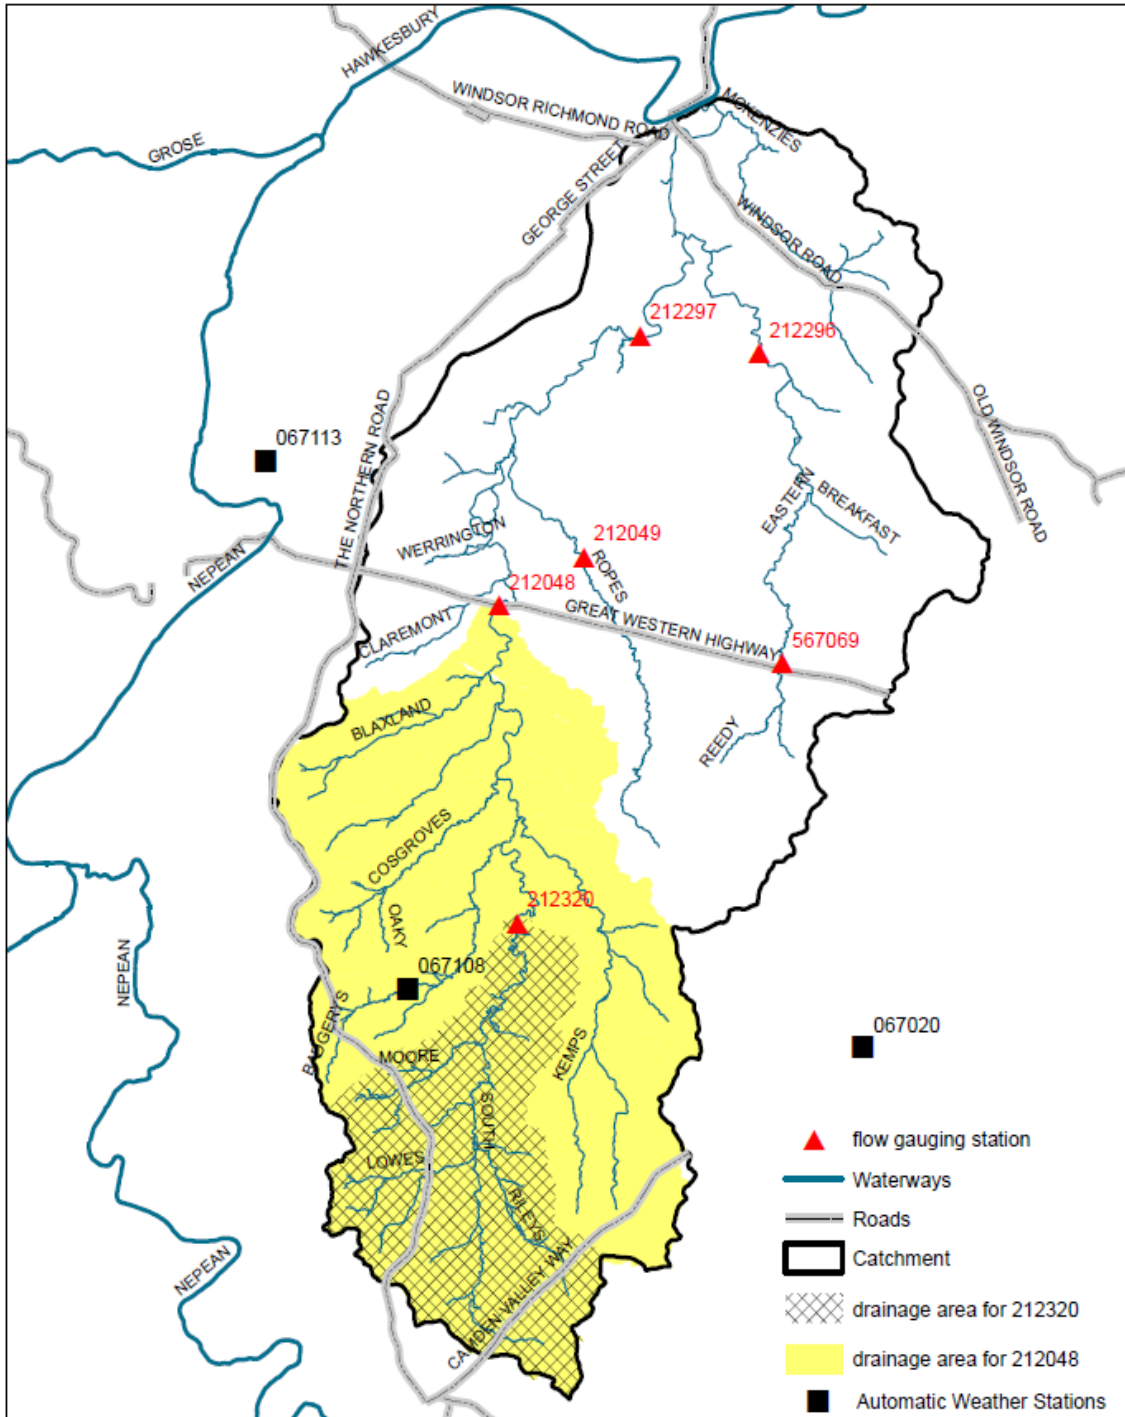 HAWKESBURY
WINDSOR RICHMOND ROAD
MCKENZIES
GROSE
GEORGE STREET
WINDSOR ROAD
212297
212296
THE NORTHERN ROAD
OLD WINDSOR ROAD
067113
EASTERN
BREAKFAST
WERRINGTON
212049
NEPEAN
212048
ROPES
GREAT WESTERN HIGHWAY
CLAREMONT
567069
BLAXLAND
REEDY
COSGROVES
212320
OAKY
067108
NEPEAN
BADGERYS
067020
MOORE
KEMPS
SOUTH
LOWES
RILEYS
NEPEAN
CAMDEN VALLEY WAY
flow gauging station
Waterways
Roads
Catchment
drainage area for 212320
drainage area for 212048
Automatic Weather Stations